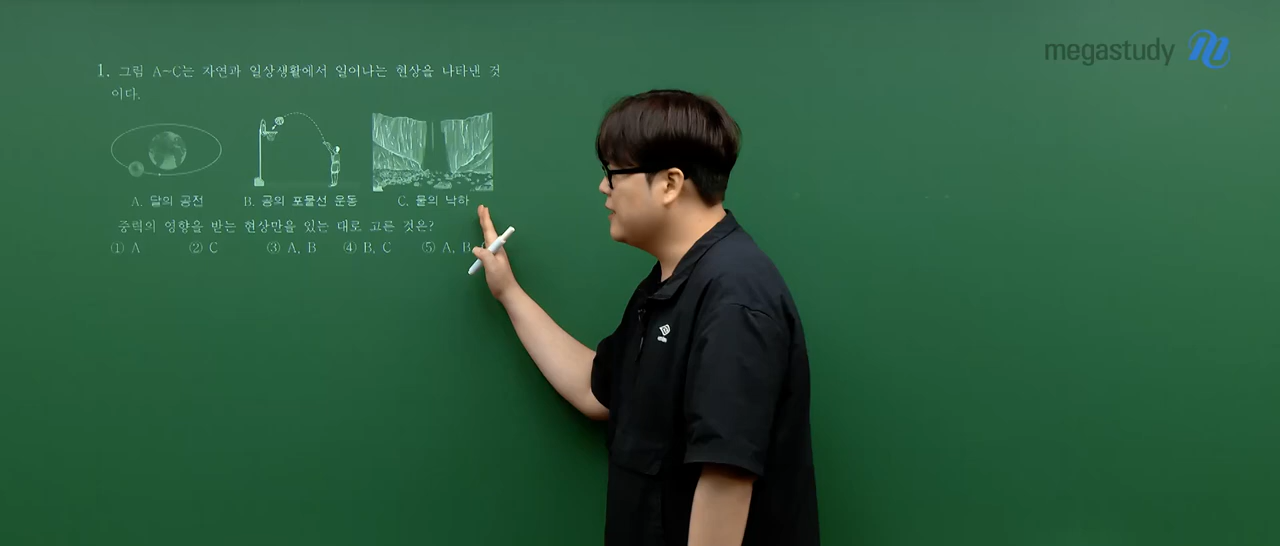 megastudy
1. 그림 A~C는 자연과 일상생활에서 일어나는 현상을 나타낸 것
이다.
A. 달의 공전 B. 공의 포물선 운동 C. 물의 낙하
중력의 영향을 받는 현상만을 있는 대로 고른 것은?
① A ② C ③ A, B ④ B, C ⑤ A, B,